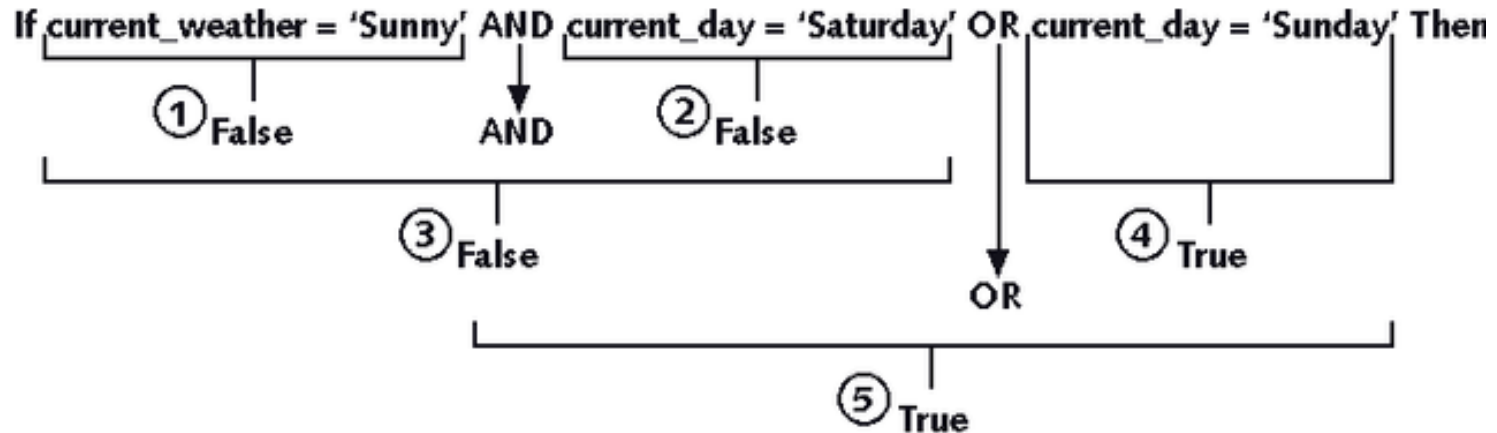 If current_weather = ‘Sunny’ AND current_day = ‘Saturday’ OR current_day = ‘Sunday’ Then
1 False AND 2 False
3 False 4 True
OR
5 True